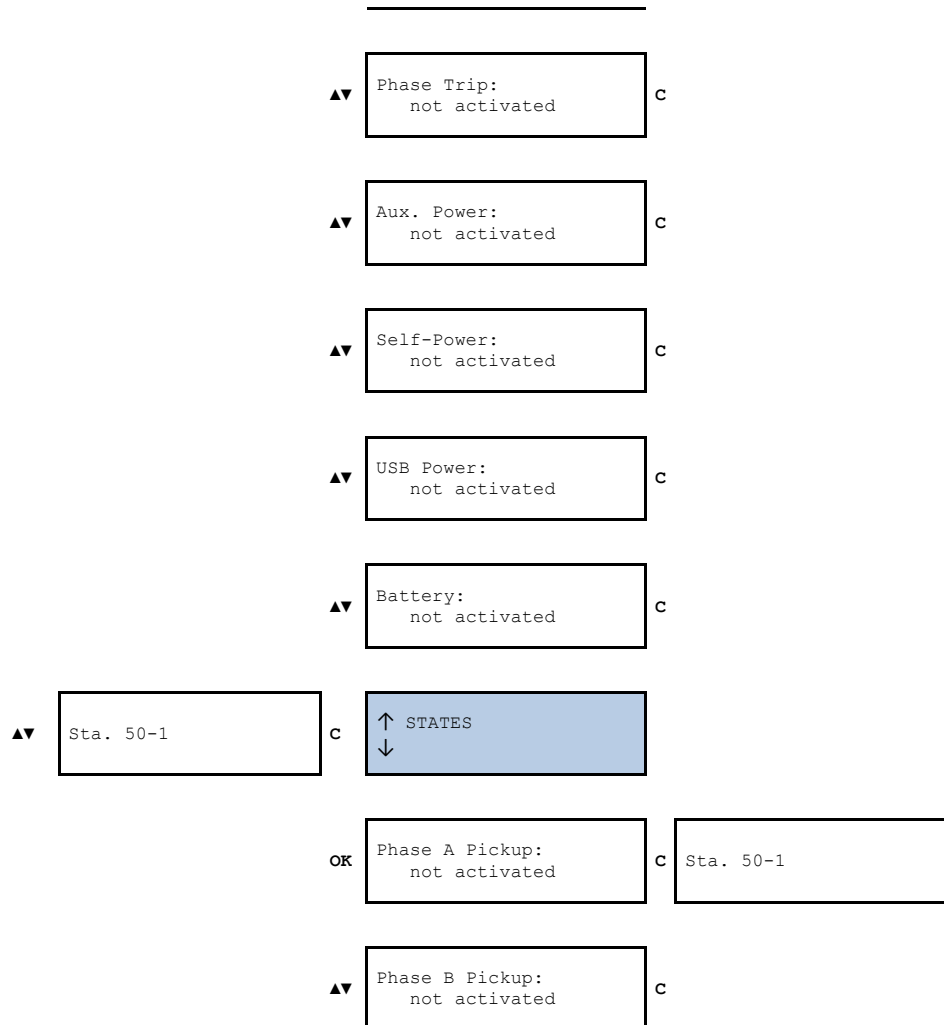 ▲▼ Phase Trip: C
not activated
▲▼ Aux. Power: C
not activated
▲▼ Self-Power: C
not activated
▲▼ USB Power: C
not activated
▲▼ Battery: C
not activated
▲▼ Sta. 50-1 C ↑ STATES
↓
OK Phase A Pickup: C Sta. 50-1
not activated
▲▼ Phase B Pickup: C
not activated